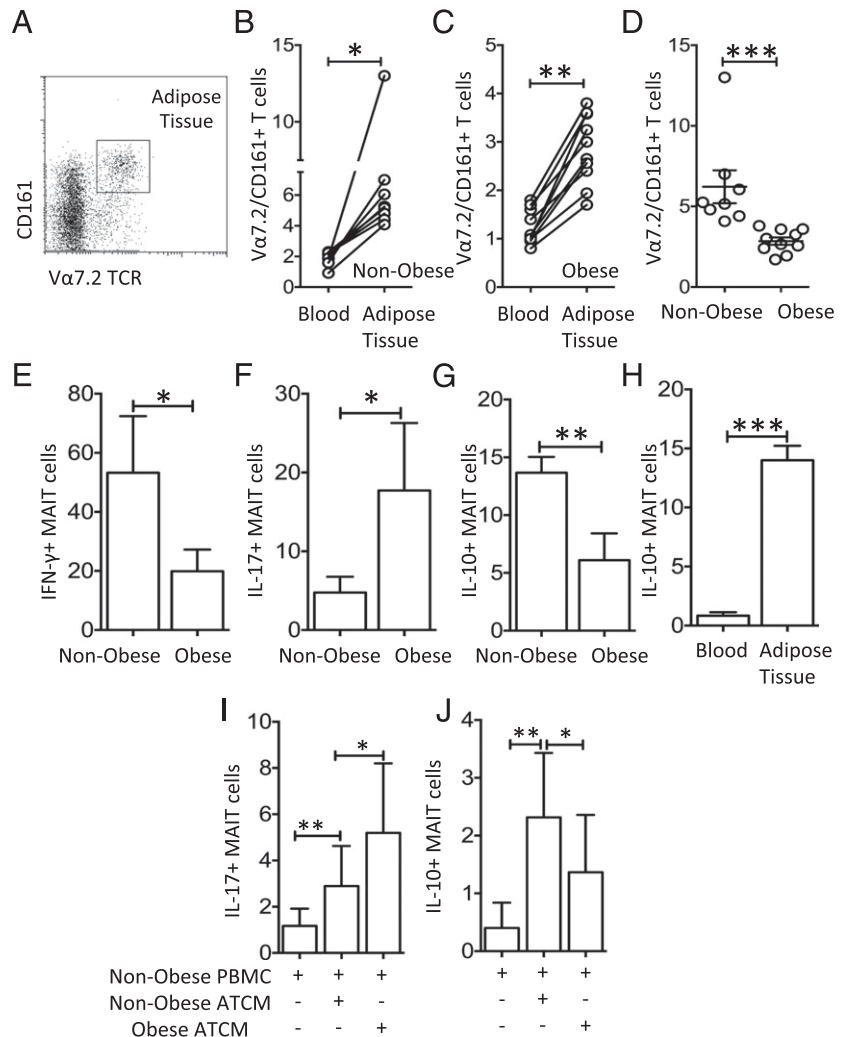 A
Adipose
Tissue
CD161
Vα7.2 TCR
B
Vα7.2/CD161+ T cells
15
10
6
4
2
0
*
Non-Obese
Blood
Adipose
Tissue
C
Vα7.2/CD161+ T cells
5
4
3
2
1
0
**
Obese
Blood
Adipose
Tissue
D
Vα7.2/CD161+ T cells
15
10
5
0
***
Non-Obese
Obese
E
IFN-γ+ MAIT cells
80
60
40
20
0
*
Non-Obese
Obese
F
IL-17+ MAIT cells
30
20
10
0
*
Non-Obese
Obese
G
IL-10+ MAIT cells
20
15
10
5
0
**
Non-Obese
Obese
H
IL-10+ MAIT cells
20
15
10
5
0
***
Blood
Adipose
Tissue
I
IL-17+ MAIT cells
10
8
6
4
2
0
**
*
J
IL-10+ MAIT cells
4
3
2
1
0
**
*
Non-Obese PBMC + + + + + +
Non-Obese ATCM - + - - + -
Obese ATCM - - + - - +